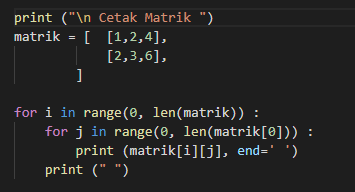 print ("\n Cetak Matrik ")
matrik = [  [1,2,4],
            [2,3,6],
        ]

for i in range(0, len(matrik)) :
    for j in range(0, len(matrik[0])) :
        print (matrik[i][j], end=' ')
    print (" ")